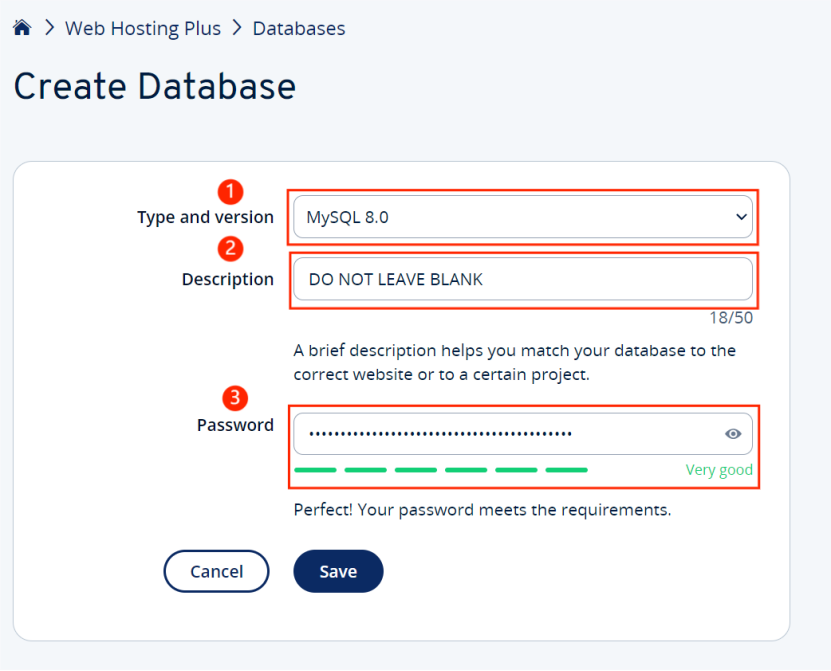 Web Hosting Plus > Databases
Create Database
1
Type and version MySQL 8.0
2
Description DO NOT LEAVE BLANK
18/50
A brief description helps you match your database to the
correct website or to a certain project.
3
Password ••••••••••••••••••••••••••••••••••••••••••
Very good
Perfect! Your password meets the requirements.
Cancel Save